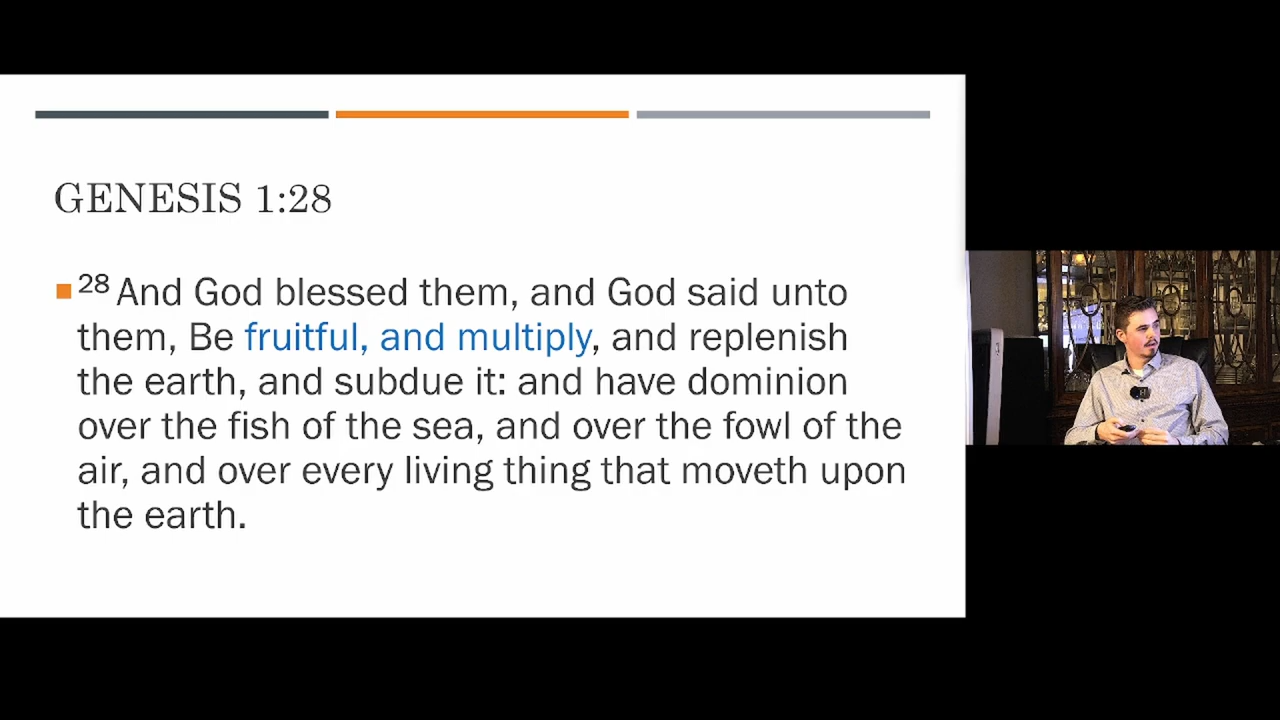 GENESIS 1:28
28 And God blessed them, and God said unto
them, Be fruitful, and multiply, and replenish
the earth, and subdue it: and have dominion
over the fish of the sea, and over the fowl of the
air, and over every living thing that moveth upon
the earth.